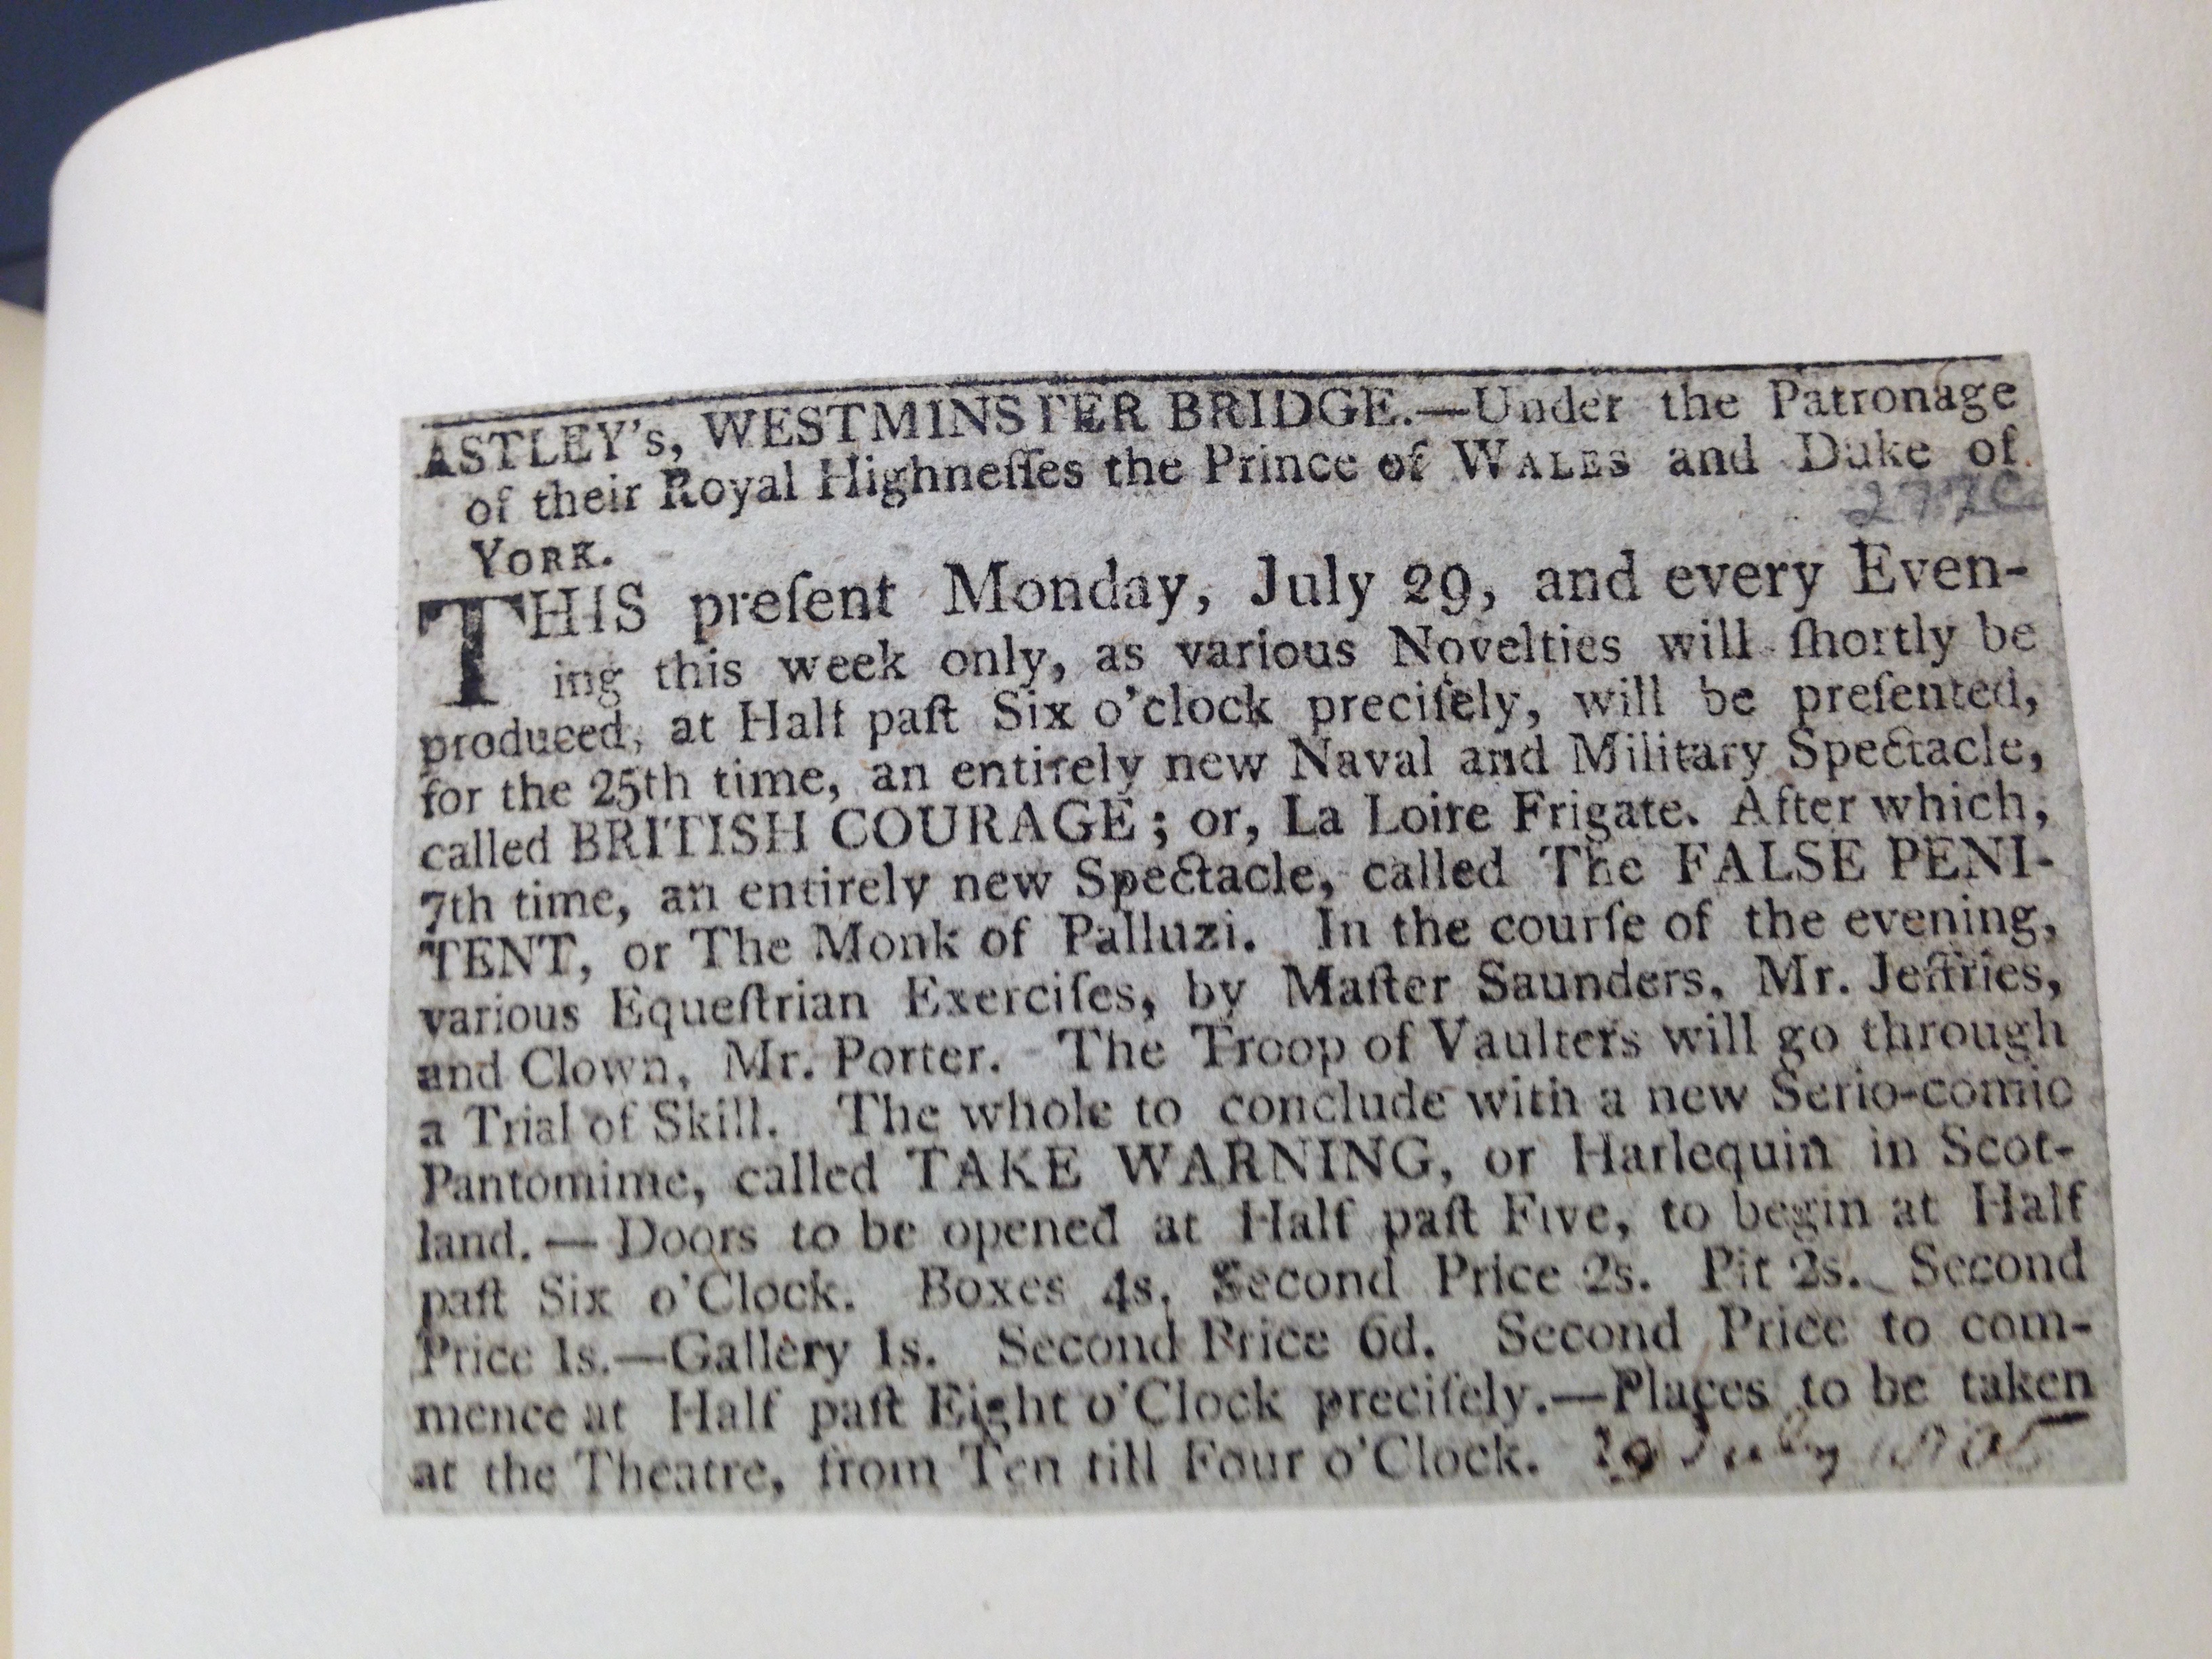 ASTLEY's, WESTMINSTER BRIDGE.—Under the Patronage
of their Royal Highneſſes the Prince of WALES and Duke of
YORK.
277C
THIS preſent Monday, July 29, and every Even-
ing this week only, as various Novelties will ſhortly be
produced, at Half paſt Six o'clock preciſely, will be preſented,
for the 25th time, an entirely new Naval and Military Spectacle,
called BRITISH COURAGE; or, La Loire Frigate. After which,
7th time, an entirely new Spectacle, called The FALSE PENI-
TENT, or The Monk of Palluzi. In the courſe of the evening,
various Equeſtrian Exerciſes, by Maſter Saunders, Mr. Jeffries,
and Clown, Mr. Porter. The Troop of Vaulters will go through
a Trial of Skill. The whole to conclude with a new Serio-comic
Pantomime, called TAKE WARNING, or Harlequin in Scot-
land.— Doors to be opened at Half paſt Five, to begin at Half
paſt Six o'Clock. Boxes 4s. Second Price 2s. Pit 2s. Second
Price 1s.—Gallery 1s. Second Price 6d. Second Price to com-
mence at Half paſt Eight o'Clock preciſely.—Places to be taken
at the Theatre, from Ten till Four o'Clock. 29 July 1805